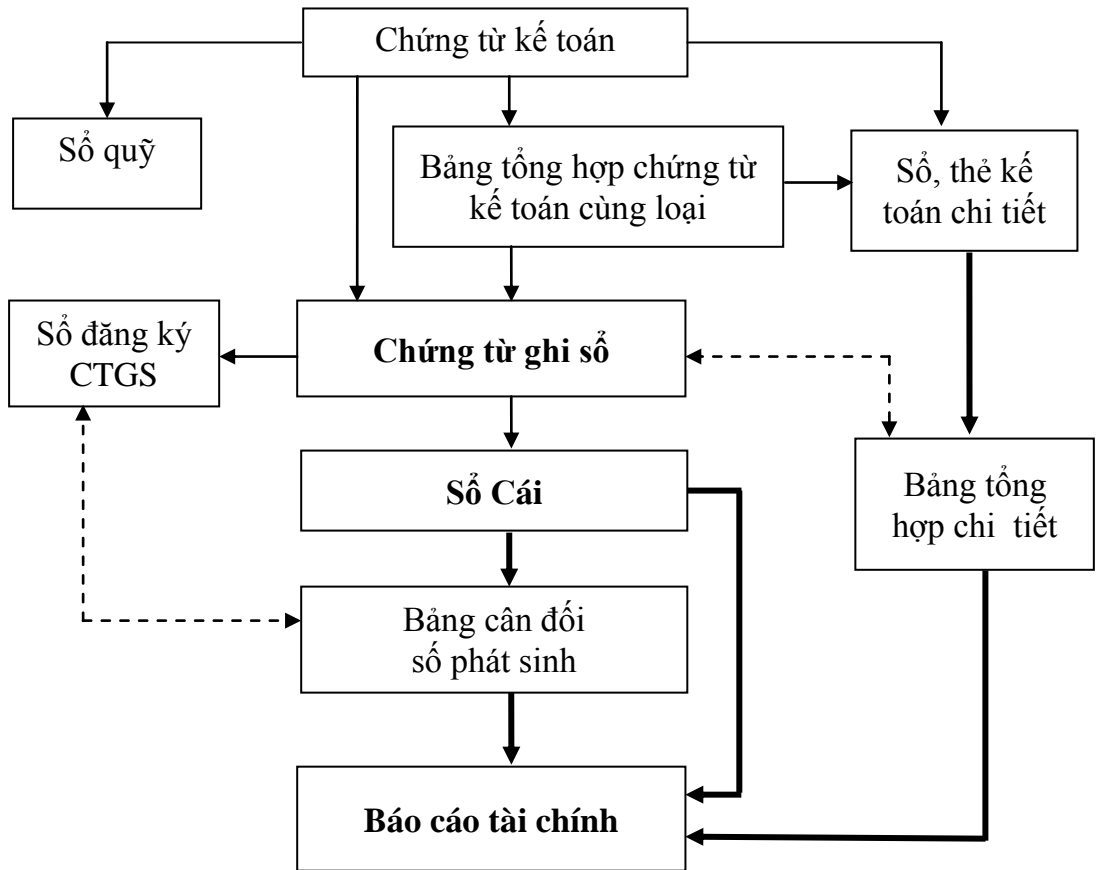 Chứng từ kế toán
Sổ quỹ
Bảng tổng hợp chứng từ
kế toán cùng loại
Sổ, thẻ kế
toán chi tiết
Sổ đăng ký
CTGS
Chứng từ ghi sổ
Sổ Cái
Bảng tổng
hợp chi tiết
Bảng cân đối
số phát sinh
Báo cáo tài chính